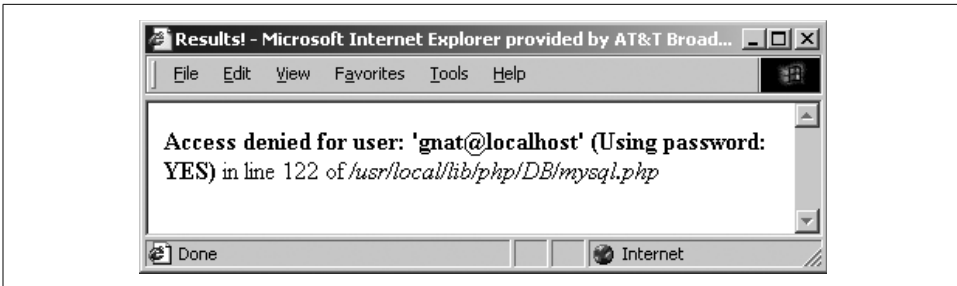 Results! - Microsoft Internet Explorer provided by AT&T Broad...
File Edit View Favorites Tools Help
Access denied for user: 'gnat@localhost' (Using password:
YES) in line 122 of /usr/local/lib/php/DB/mysql.php
Done Internet